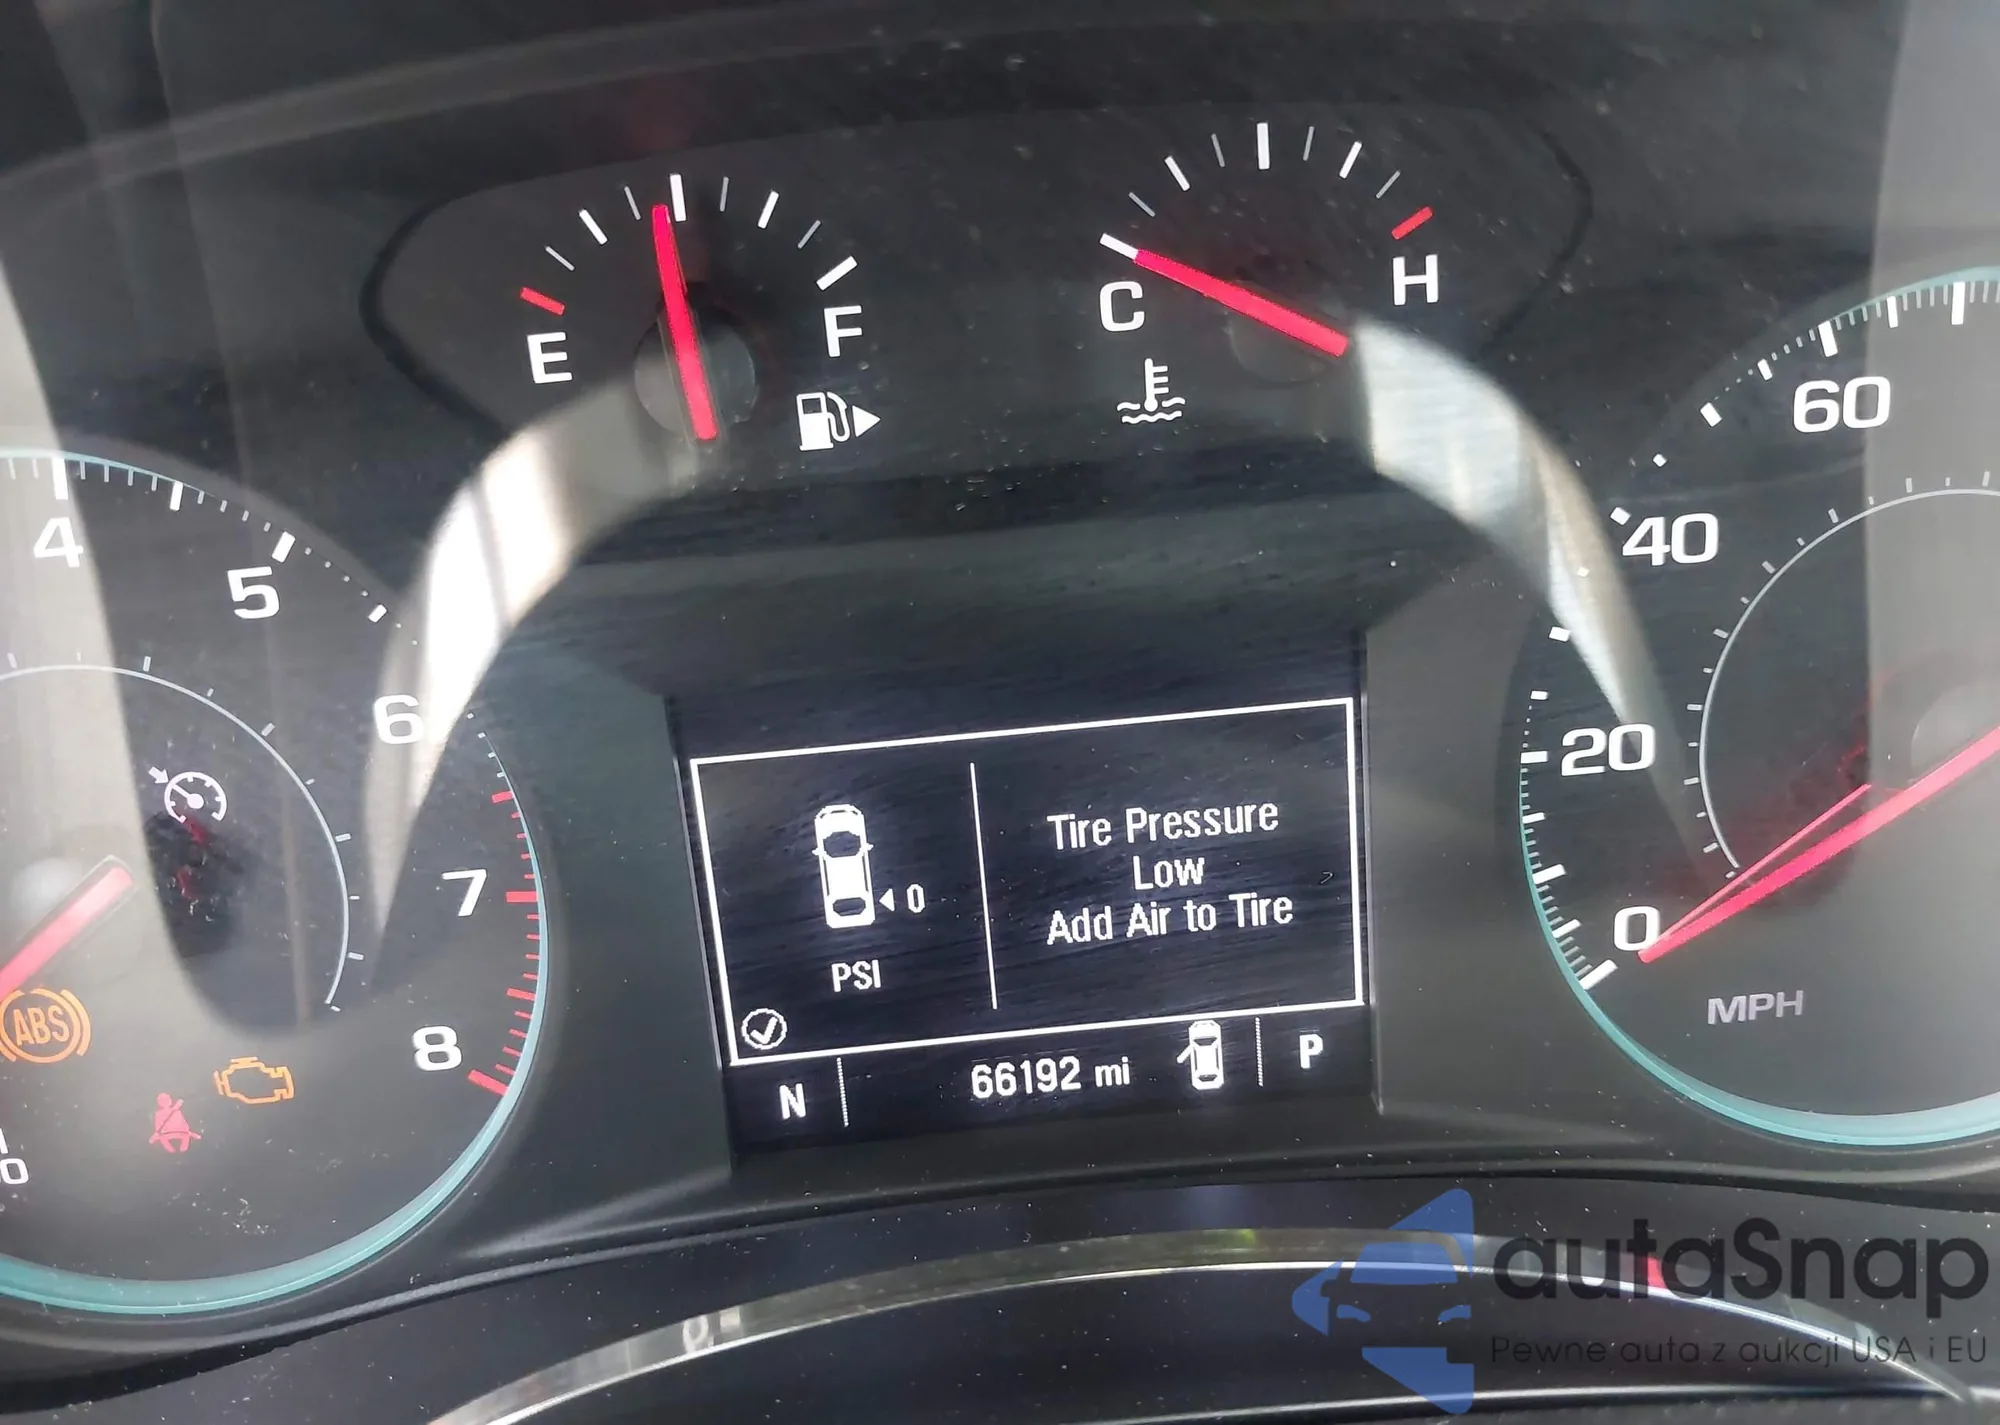 E
F
C
H
4
5
6
7
8
ABS
60
40
20
0
MPH
0
PSI
Tire Pressure
Low
Add Air to Tire
N
66192 mi
P
autaSnap
Pewne auta z aukcji USA i EU